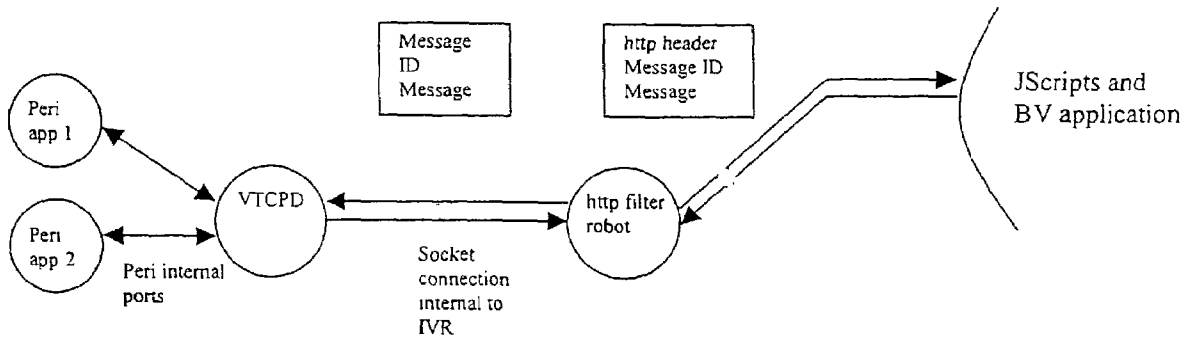 Message
ID
Message
http header
Message ID
Message
JScripts and
BV application
Peri
app 1
VTCPD
http filter
robot
Peri
app 2
Peri internal
ports
Socket
connection
internal to
IVR